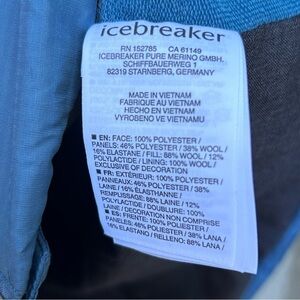 icebreaker
RN 152785 CA 61149
ICEBREAKER PURE MERINO GMBH.
SCHIFFBAUERWEG 1
82319 STARNBERG, GERMANY
MADE IN VIETNAM
FABRIQUÉ AU VIETNAM
HECHO EN VIETNAM
VYROBENO VE VIETNAMU
■ EN: FACE: 100% POLYESTER /
PANELS: 46% POLYESTER / 38% WOOL /
16% ELASTANE / FILL: 88% WOOL / 12%
POLYLACTIDE / LINING: 100% WOOL /
EXCLUSIVE OF DECORATION
■ FR: EXTÉRIEUR: 100% POLYESTER /
PANNEAUX: 46% POLYESTER / 38%
LAINE / 16% ÉLASTHANNE /
REMPLISSAGE: 88% LAINE / 12%
POLYLACTIDE / DOUBLURE: 100%
LAINE / DÉCORATION NON COMPRISE
■ ES: FRENTE: 100% POLIÉSTER /
PANELES: 46% POLIÉSTER / 38% LANA /
16% ELASTANO / RELLENO: 88% LANA /